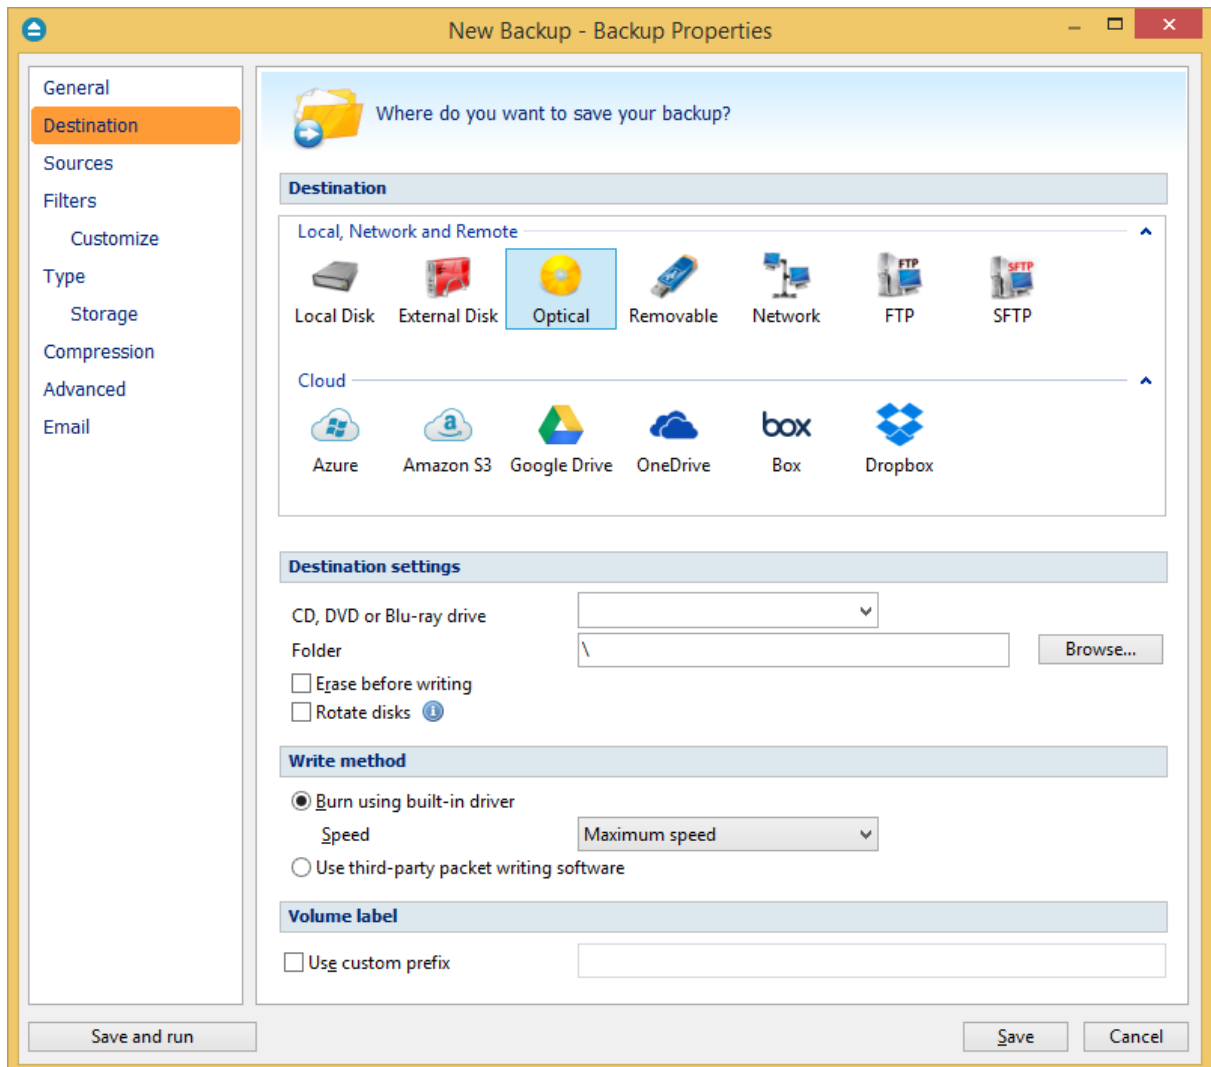 New Backup - Backup Properties
General
Destination
Sources
Filters
Customize
Type
Storage
Compression
Advanced
Email
Where do you want to save your backup?
Destination
Local, Network and Remote
FTP SFTP
Local Disk External Disk Optical Removable Network FTP SFTP
Cloud
a box
Azure Amazon S3 Google Drive OneDrive Box Dropbox
Destination settings
CD, DVD or Blu-ray drive
Folder \ Browse...
Erase before writing
Rotate disks i
Write method
Burn using built-in driver
Speed Maximum speed
Use third-party packet writing software
Volume label
Use custom prefix
Save and run Save Cancel